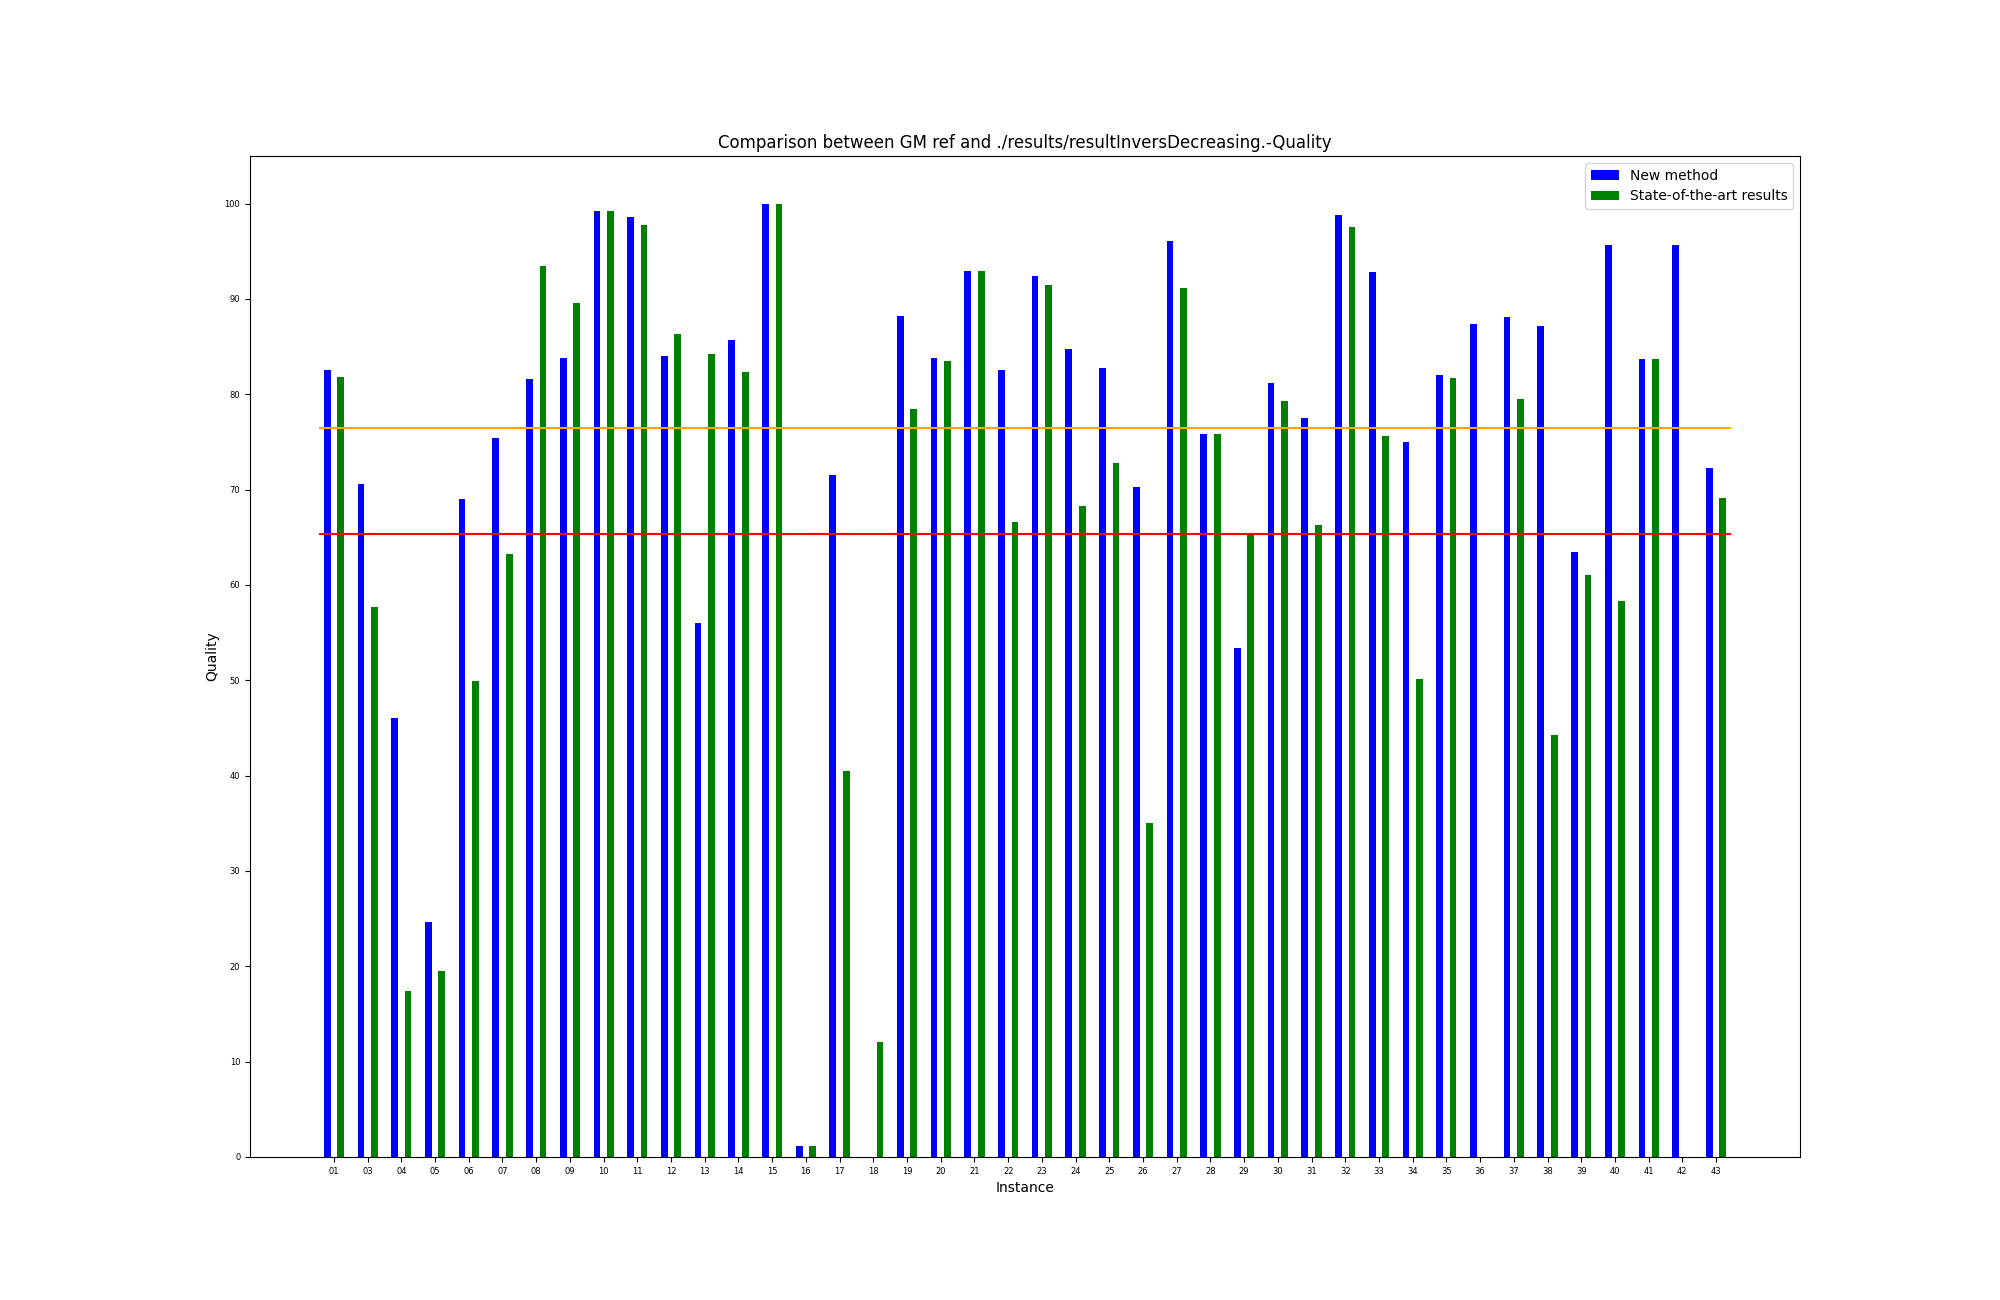 Comparison between GM ref and ./results/resultInversDecreasing.-Quality
New method
State-of-the-art results
100
90
80
70
60
50
40
30
20
10
0
Quality
01 03 04 05 06 07 08 09 10 11 12 13 14 15 16 17 18 19 20 21 22 23 24 25 26 27 28 29 30 31 32 33 34 35 36 37 38 39 40 41 42 43
Instance